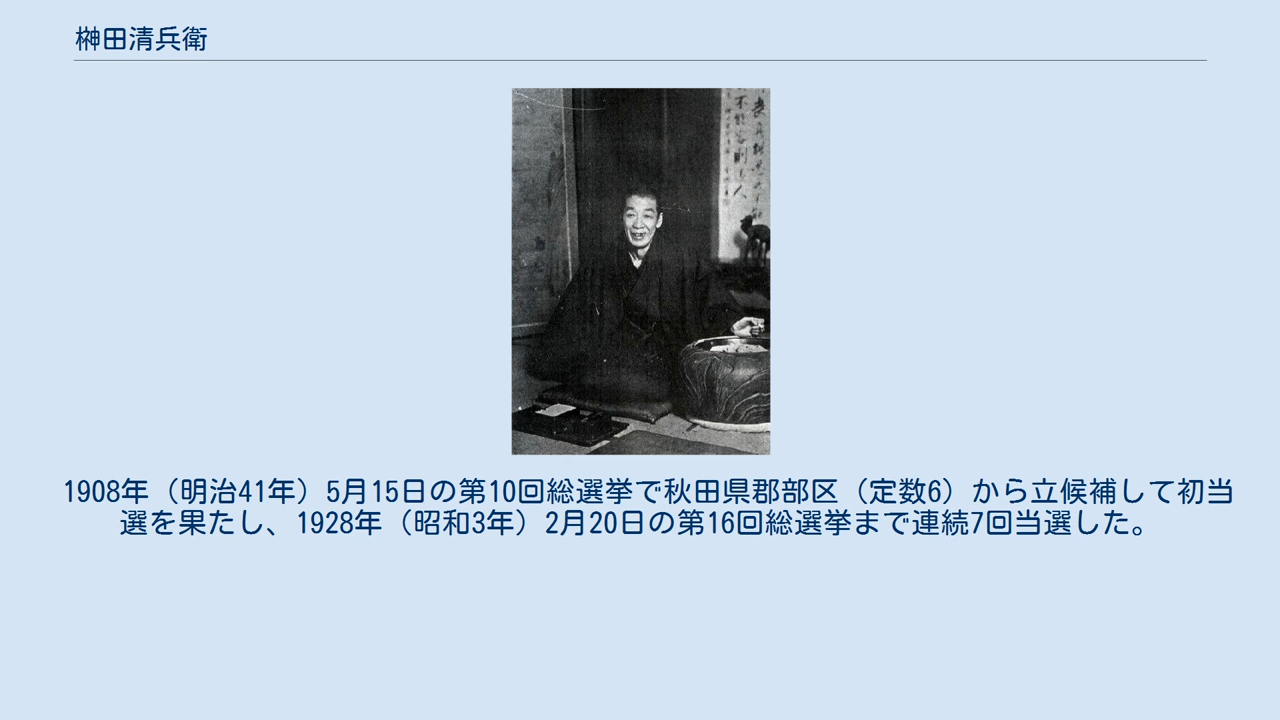 榊田清兵衛
1908年（明治41年）5月15日の第10回総選挙で秋田県郡部区（定数6）から立候補して初当
選を果たし、1928年（昭和3年）2月20日の第16回総選挙まで連続7回当選した。